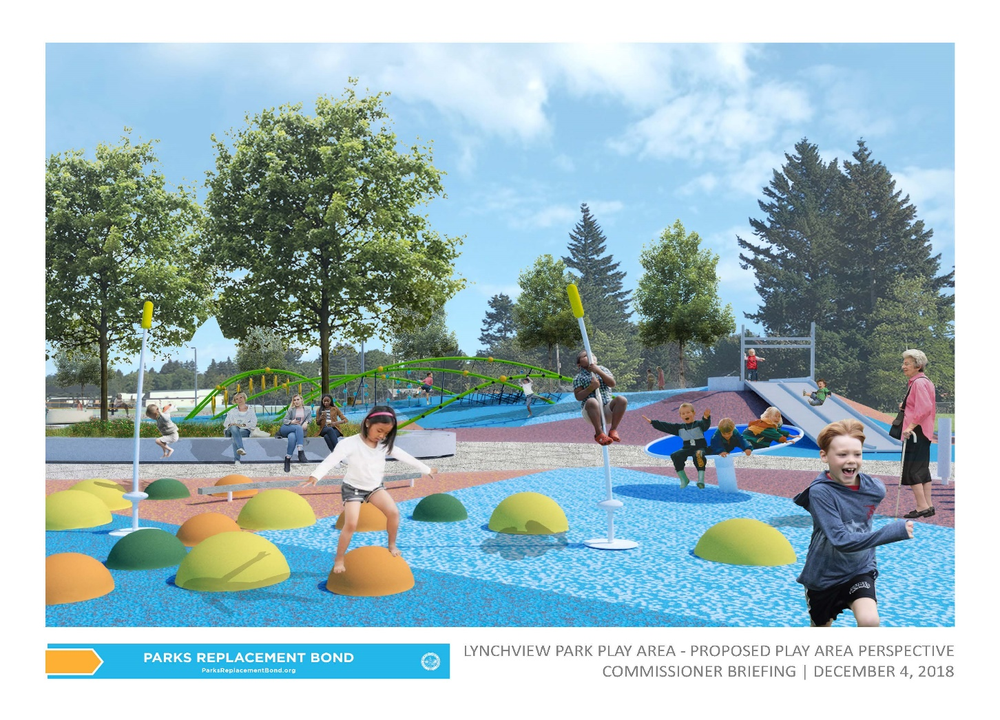 PARKS REPLACEMENT BOND
ParksReplacementBond.org
LYNCHVIEW PARK PLAY AREA - PROPOSED PLAY AREA PERSPECTIVE
COMMISSIONER BRIEFING | DECEMBER 4, 2018